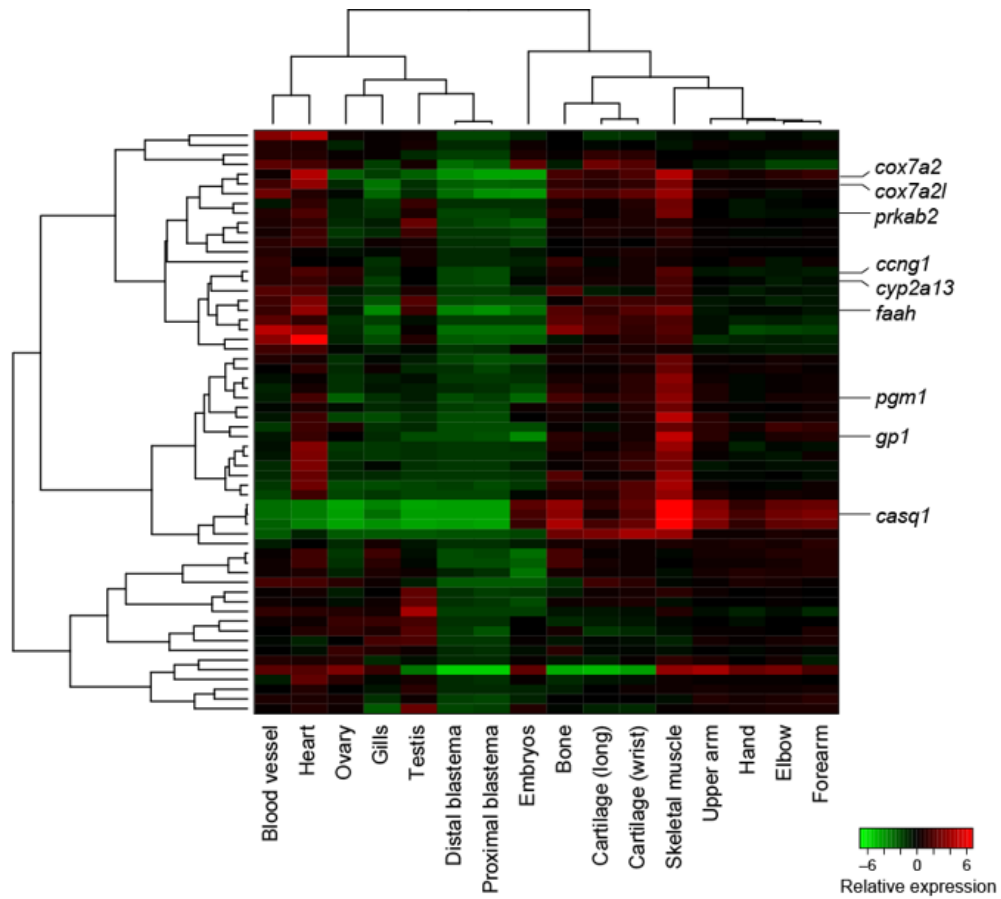 cox7a2
cox7a2l
prkab2
ccng1
cyp2a13
faah
pgm1
gp1
casq1
Blood vessel
Heart
Ovary
Gills
Testis
Distal blastema
Proximal blastema
Embryos
Bone
Cartilage (long)
Cartilage (wrist)
Skeletal muscle
Upper arm
Hand
Elbow
Forearm
−6 0 6
Relative expression